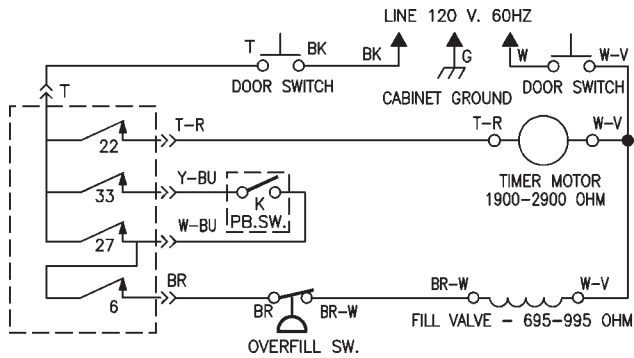 LINE 120 V. 60HZ
T BK BK G W W-V
DOOR SWITCH CABINET GROUND DOOR SWITCH
T
T-R T-R W-V
22
TIMER MOTOR
1900-2900 OHM
Y-BU
33 K
PB.SW.
W-BU
27
BR BR-W W-V
6 BR BR-W
FILL VALVE - 695-995 OHM
OVERFILL SW.